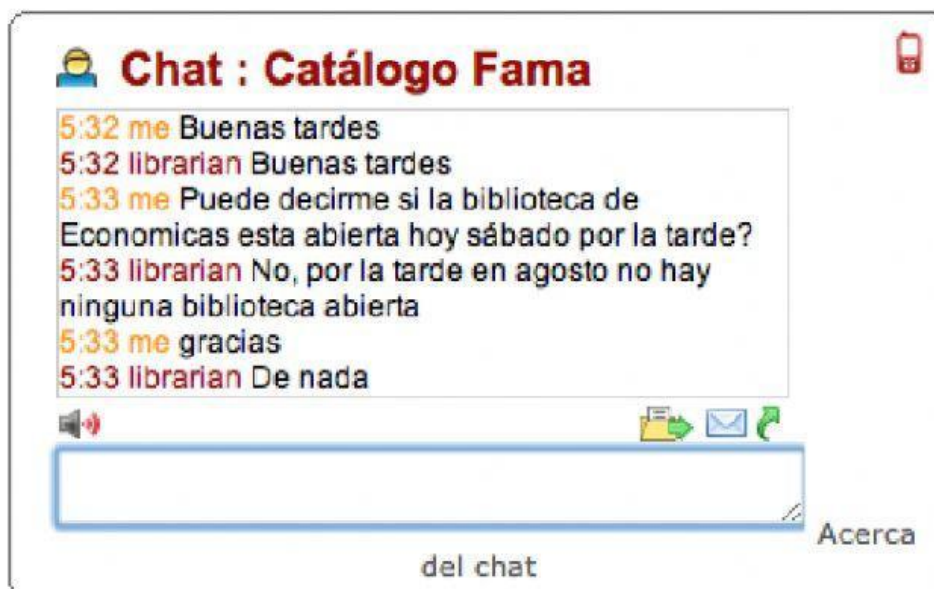 Chat : Catálogo Fama
5:32 me Buenas tardes
5:32 librarian Buenas tardes
5:33 me Puede decirme si la biblioteca de
Economicas esta abierta hoy sábado por la tarde?
5:33 librarian No, por la tarde en agosto no hay
ninguna biblioteca abierta
5:33 me gracias
5:33 librarian De nada
Acerca
del chat